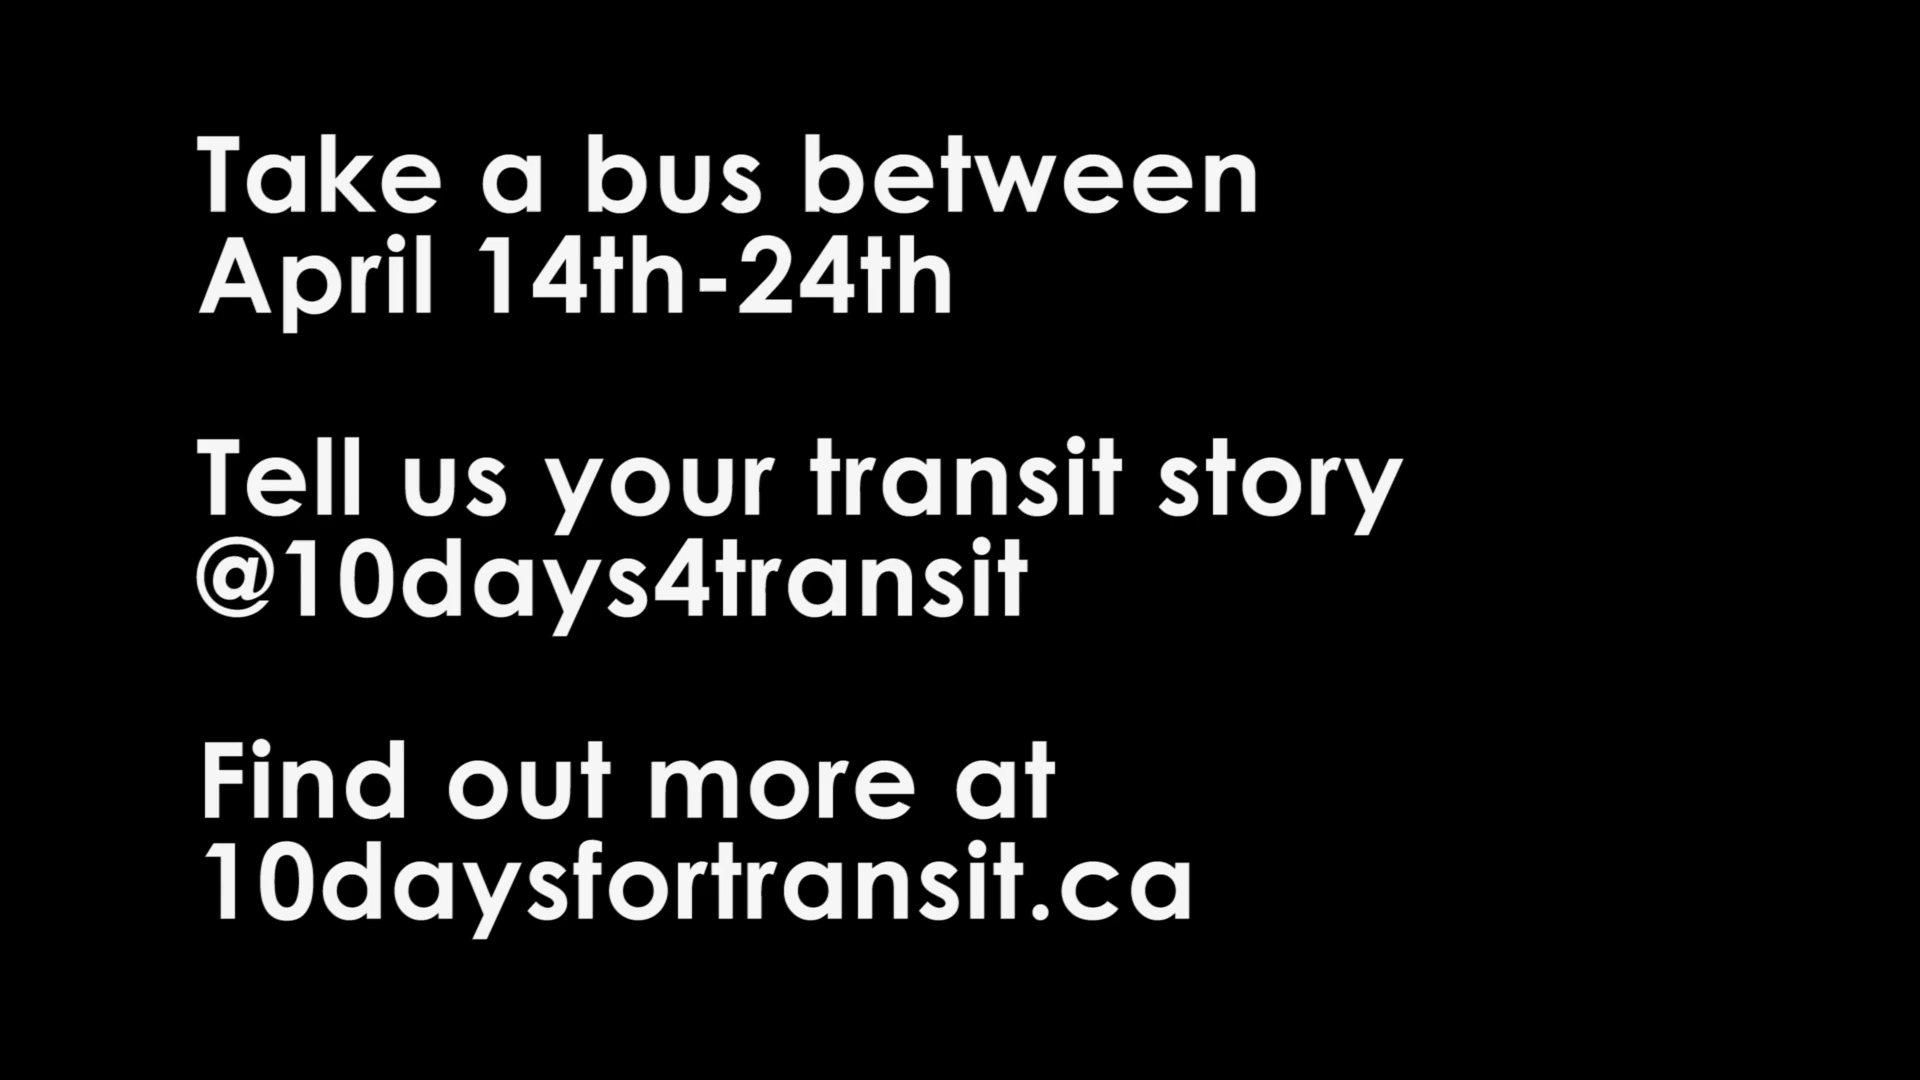 Take a bus between
April 14th-24th
Tell us your transit story
@10days4transit
Find out more at
10daysfortransit.ca